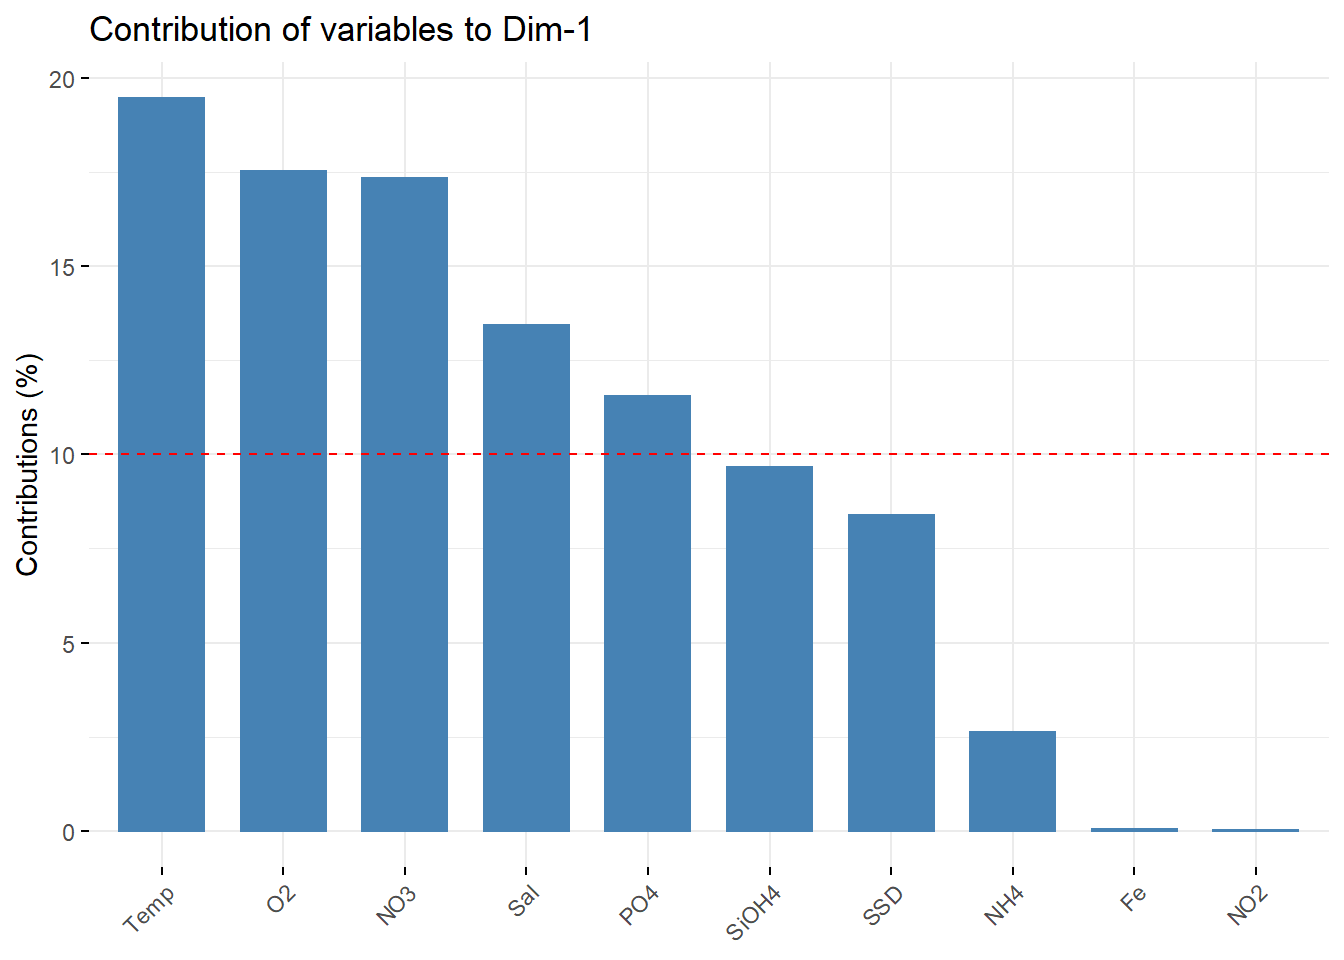 Contribution of variables to Dim-1
Contributions (%)
20
15
10
5
0
Temp
O2
NO3
Sal
PO4
SiOH4
SSD
NH4
Fe
NO2